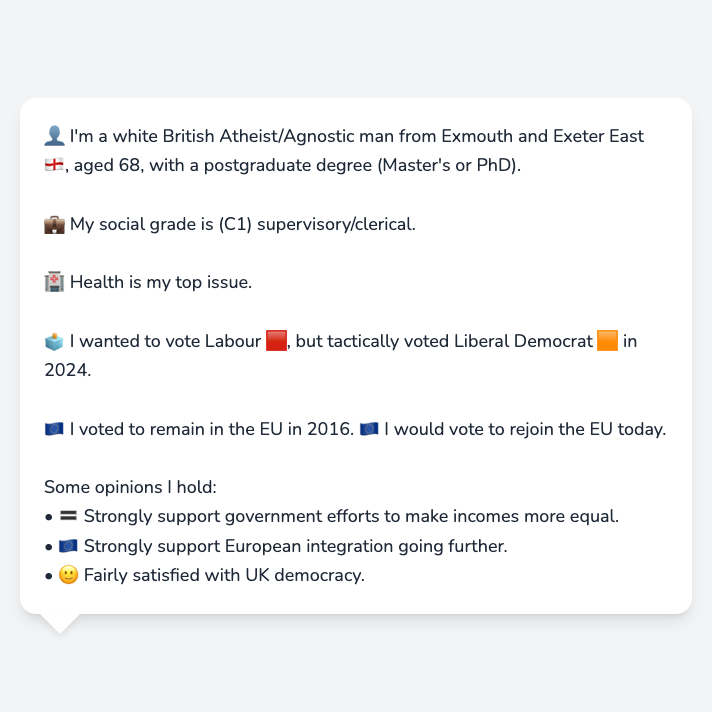 👤 I'm a white British Atheist/Agnostic man from Exmouth and Exeter East
🏴󠁧󠁢󠁥󠁮󠁧󠁿, aged 68, with a postgraduate degree (Master's or PhD).
💼 My social grade is (C1) supervisory/clerical.
🏥 Health is my top issue.
🗳️ I wanted to vote Labour 🟥, but tactically voted Liberal Democrat 🟧 in
2024.
🇪🇺 I voted to remain in the EU in 2016. 🇪🇺 I would vote to rejoin the EU today.
Some opinions I hold:
• 🟰 Strongly support government efforts to make incomes more equal.
• 🇪🇺 Strongly support European integration going further.
• 🙂 Fairly satisfied with UK democracy.